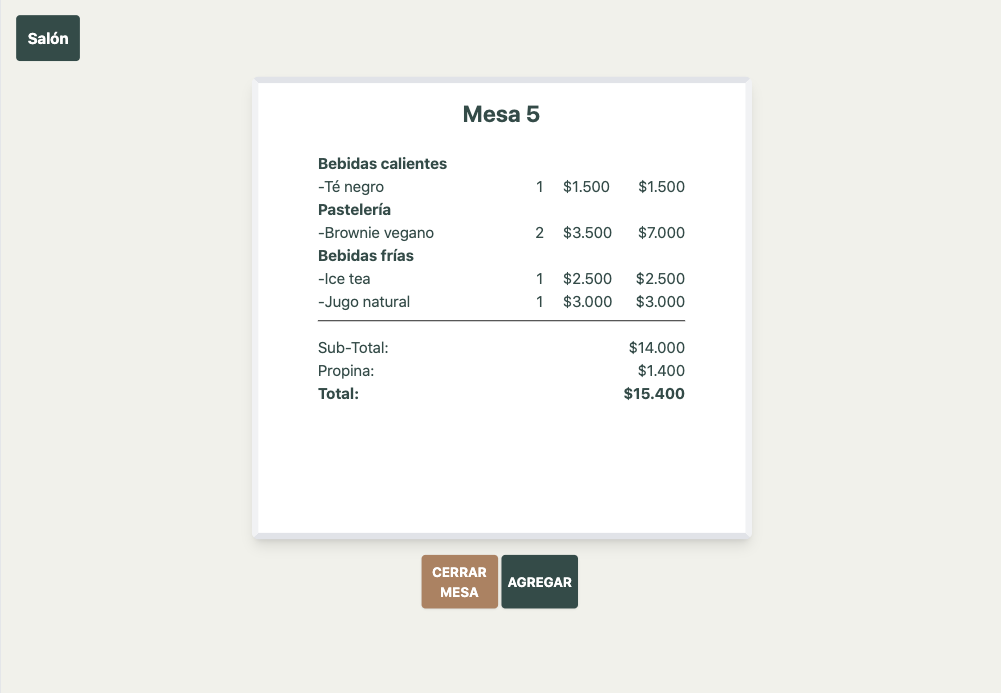 Salón
Mesa 5
Bebidas calientes
-Té negro 1 $1.500 $1.500
Pastelería
-Brownie vegano 2 $3.500 $7.000
Bebidas frías
-Ice tea 1 $2.500 $2.500
-Jugo natural 1 $3.000 $3.000
Sub-Total: $14.000
Propina: $1.400
Total: $15.400
CERRAR
MESA
AGREGAR